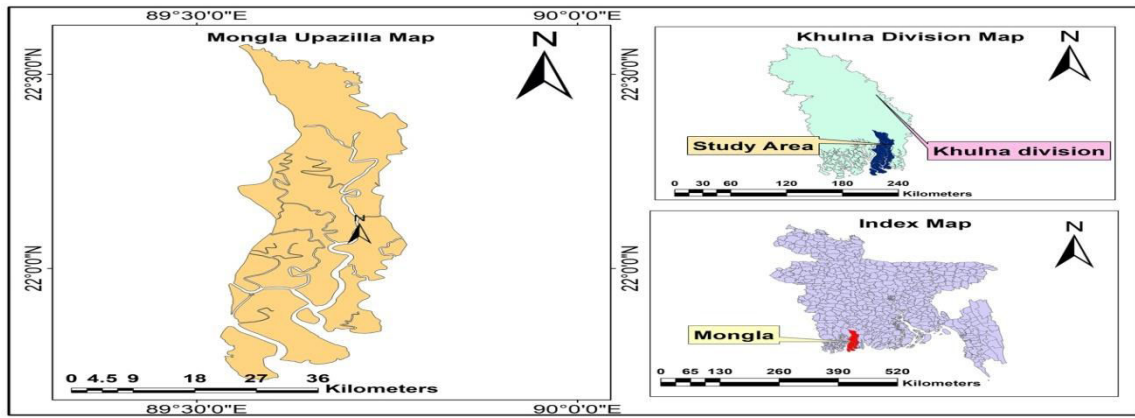 89°30'0"E 90°0'0"E
Mongla Upazilla Map
N
22°30'0"N
22°0'0"N
N
0 4.5 9 18 27 36
Kilometers
89°30'0"E 90°0'0"E
22°30'0"N
22°0'0"N
Khulna Division Map
N
Study Area
Khulna division
0 15 30 60 120 180 240
Kilometers
Index Map
N
Mongla
0 65 130 260 390 520
Kilometers